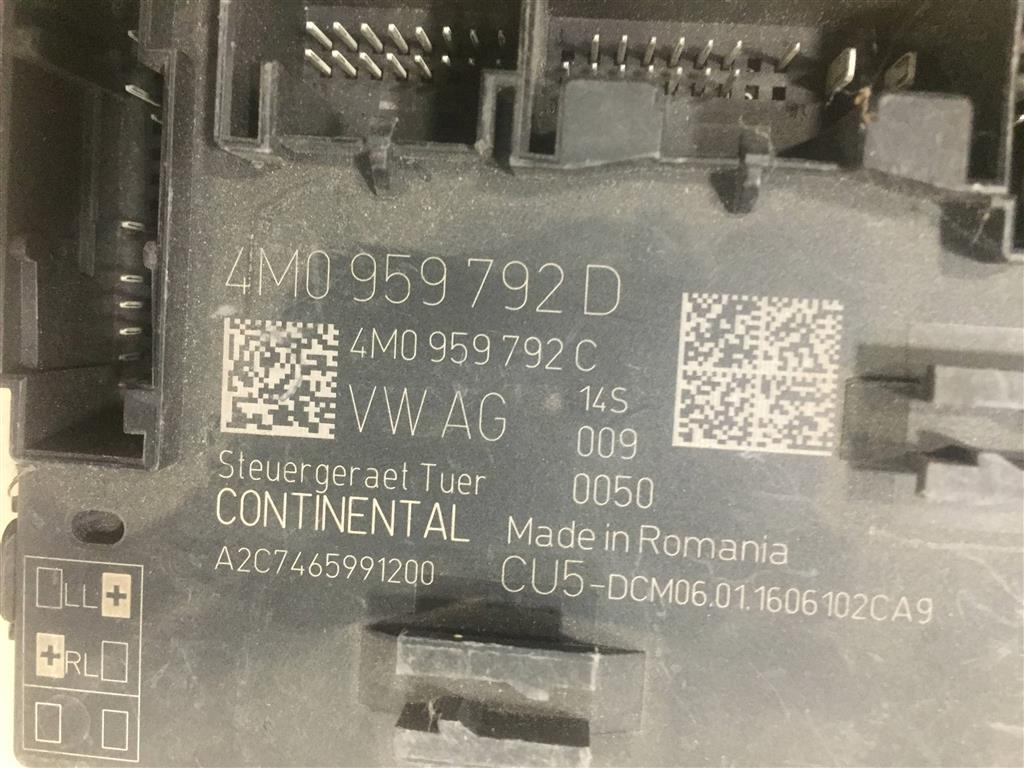 4M0 959 792 D
4M0 959 792 C
VW AG
14S
009
0050
Steuergeraet Tuer
CONTINENTAL
Made in Romania
A2C7465991200
CU5-DCM06.01.1606102CA9
LL +
+ RL